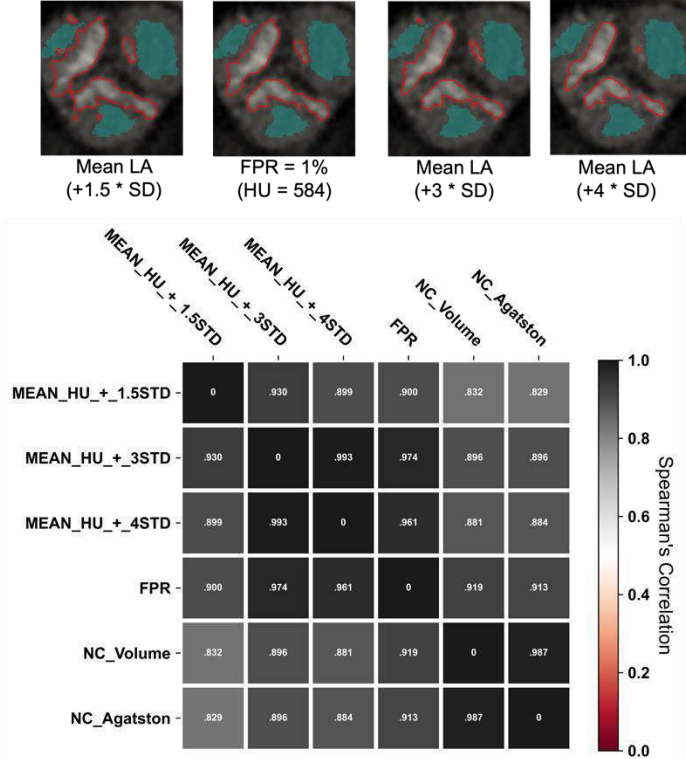 Mean LA
(+1.5 * SD)
FPR = 1%
(HU = 584)
Mean LA
(+3 * SD)
Mean LA
(+4 * SD)
MEAN_HU_+_1.5STD
MEAN_HU_+_3STD
MEAN_HU_+_4STD
FPR
NC_Volume
NC_Agatston
MEAN_HU_+_1.5STD 0 .930 .899 .900 .832 .829
MEAN_HU_+_3STD .930 0 .993 .974 .896 .896
MEAN_HU_+_4STD .899 .993 0 .961 .881 .884
FPR .900 .974 .961 0 .919 .913
NC_Volume .832 .896 .881 .919 0 .987
NC_Agatston .829 .896 .884 .913 .987 0
1.0
0.8
0.6
0.4
0.2
0.0
Spearman's Correlation